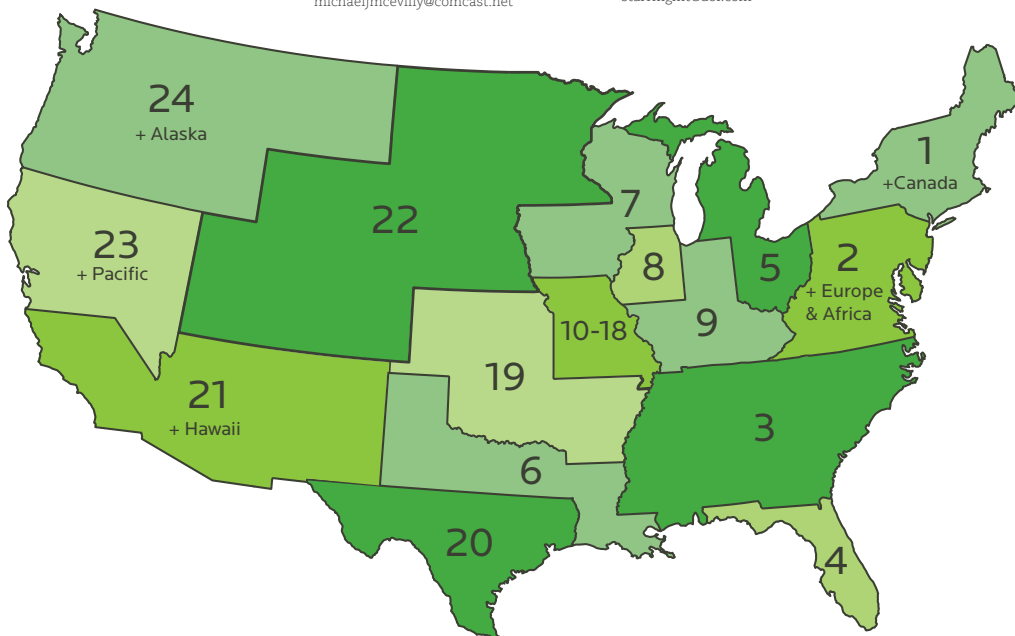 michaeljmcevilly@comcast.net
24
+ Alaska
1
+Canada
22
7
23
+ Pacific
8
5
2
+ Europe
& Africa
10-18
9
19
21
+ Hawaii
3
6
20
4